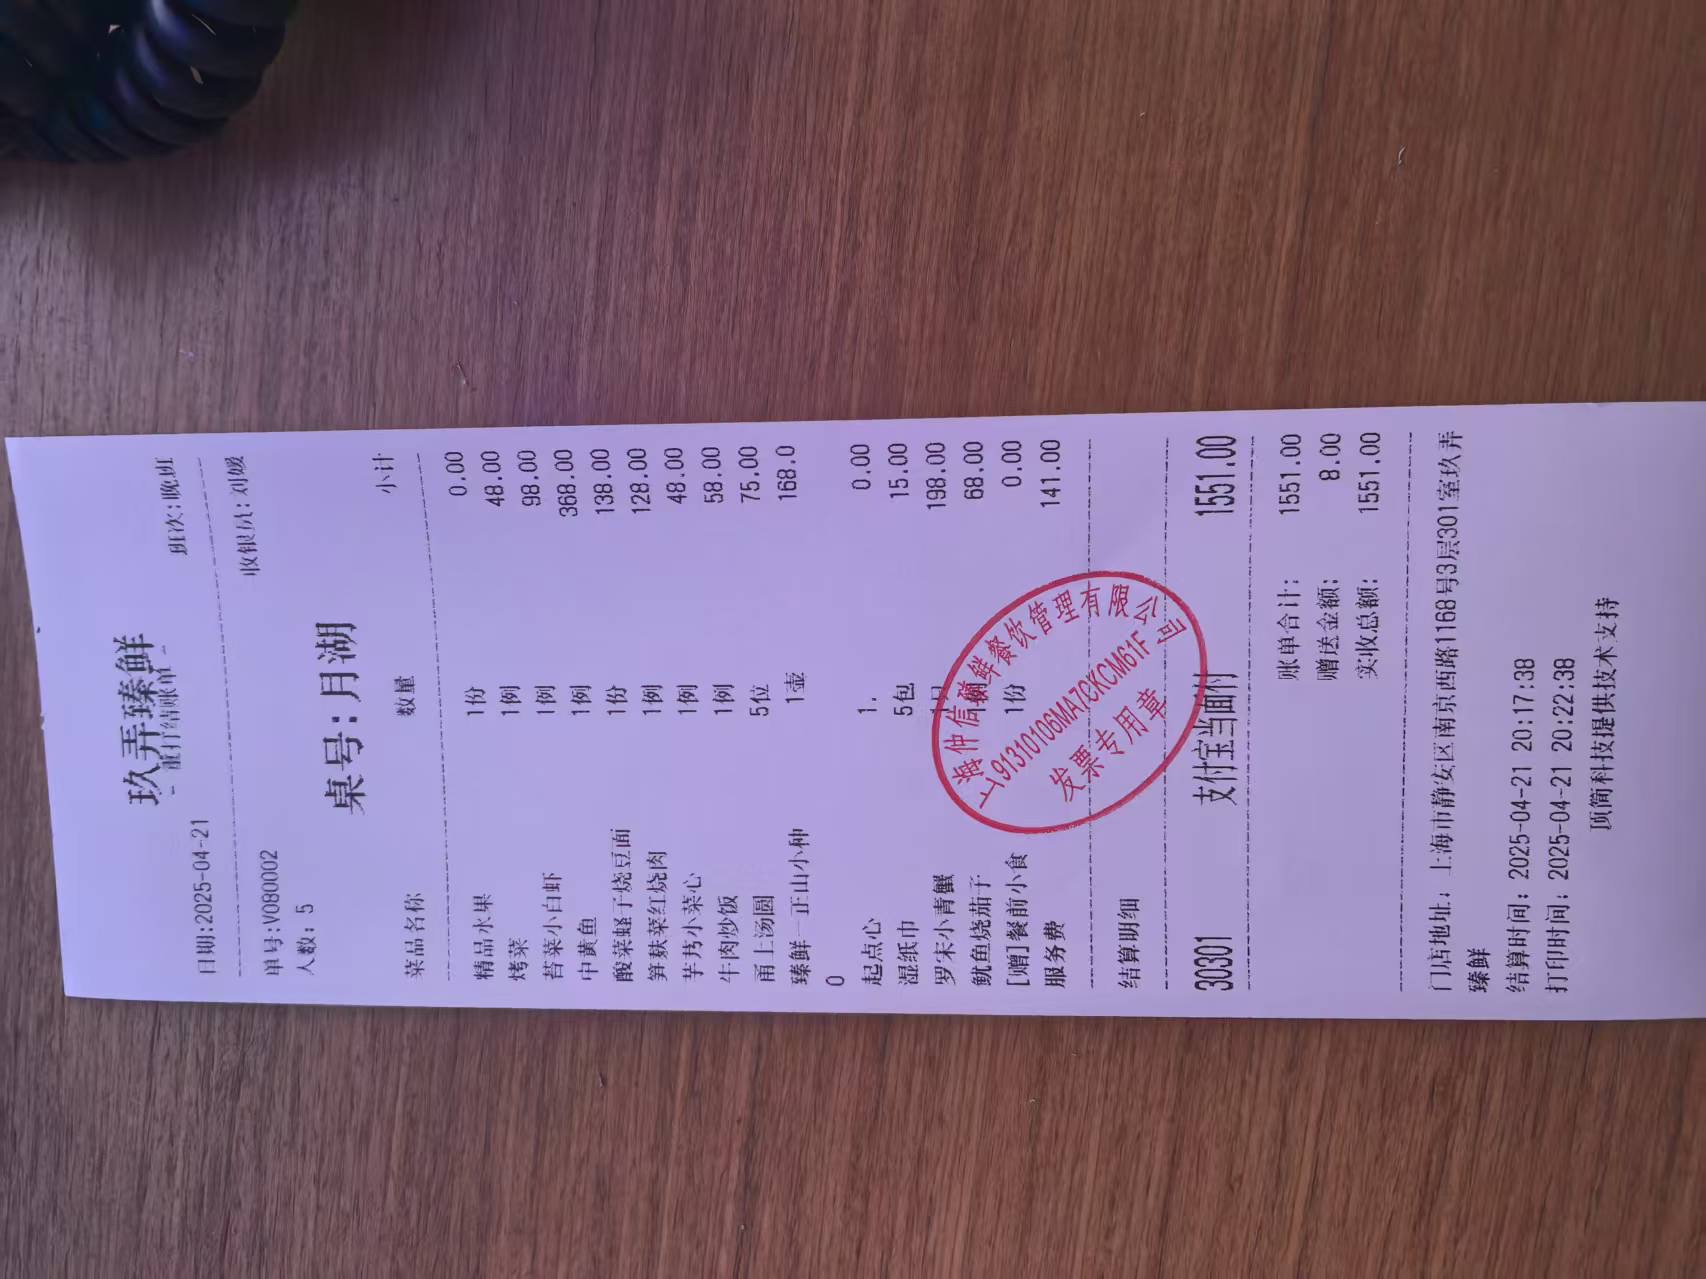 玖弄臻鲜
打结账单
日期:2025-04-21 班次:晚班
单号:V080002 收银员:刘嫒
人数: 5
桌号:月湖
菜品名称 数量 小计
精品水果 1份 0.00
烤菜 1例 48.00
苔菜小白虾 1例 98.00
中黄鱼 1例 368.00
酸菜蛏子烧豆面 1份 138.00
笋麸菜红烧肉 1例 128.00
芋艿小菜心 1例 48.00
牛肉炒饭 1例 58.00
甬上汤圆 5位 75.00
臻鲜——正山小种 1壶 168.0
0
起点心 1. 0.00
湿纸巾 5包 15.00
罗宋小青蟹 198.00
鱿鱼烧茄子 1例 68.00
[赠]餐前小食 1份 0.00
服务费 141.00
上海仲信臻鲜餐饮管理有限公司
91310106MA7CKCM61F
发票专用章
结算明细
30301 支付宝当面付 1551.00
账单合计: 1551.00
赠送金额: 8.00
实收总额: 1551.00
门店地址: 上海市静安区南京西路1168号3层301室玖弄
臻鲜
结算时间: 2025-04-21 20:17:38
打印时间: 2025-04-21 20:22:38
顶简科技提供技术支持